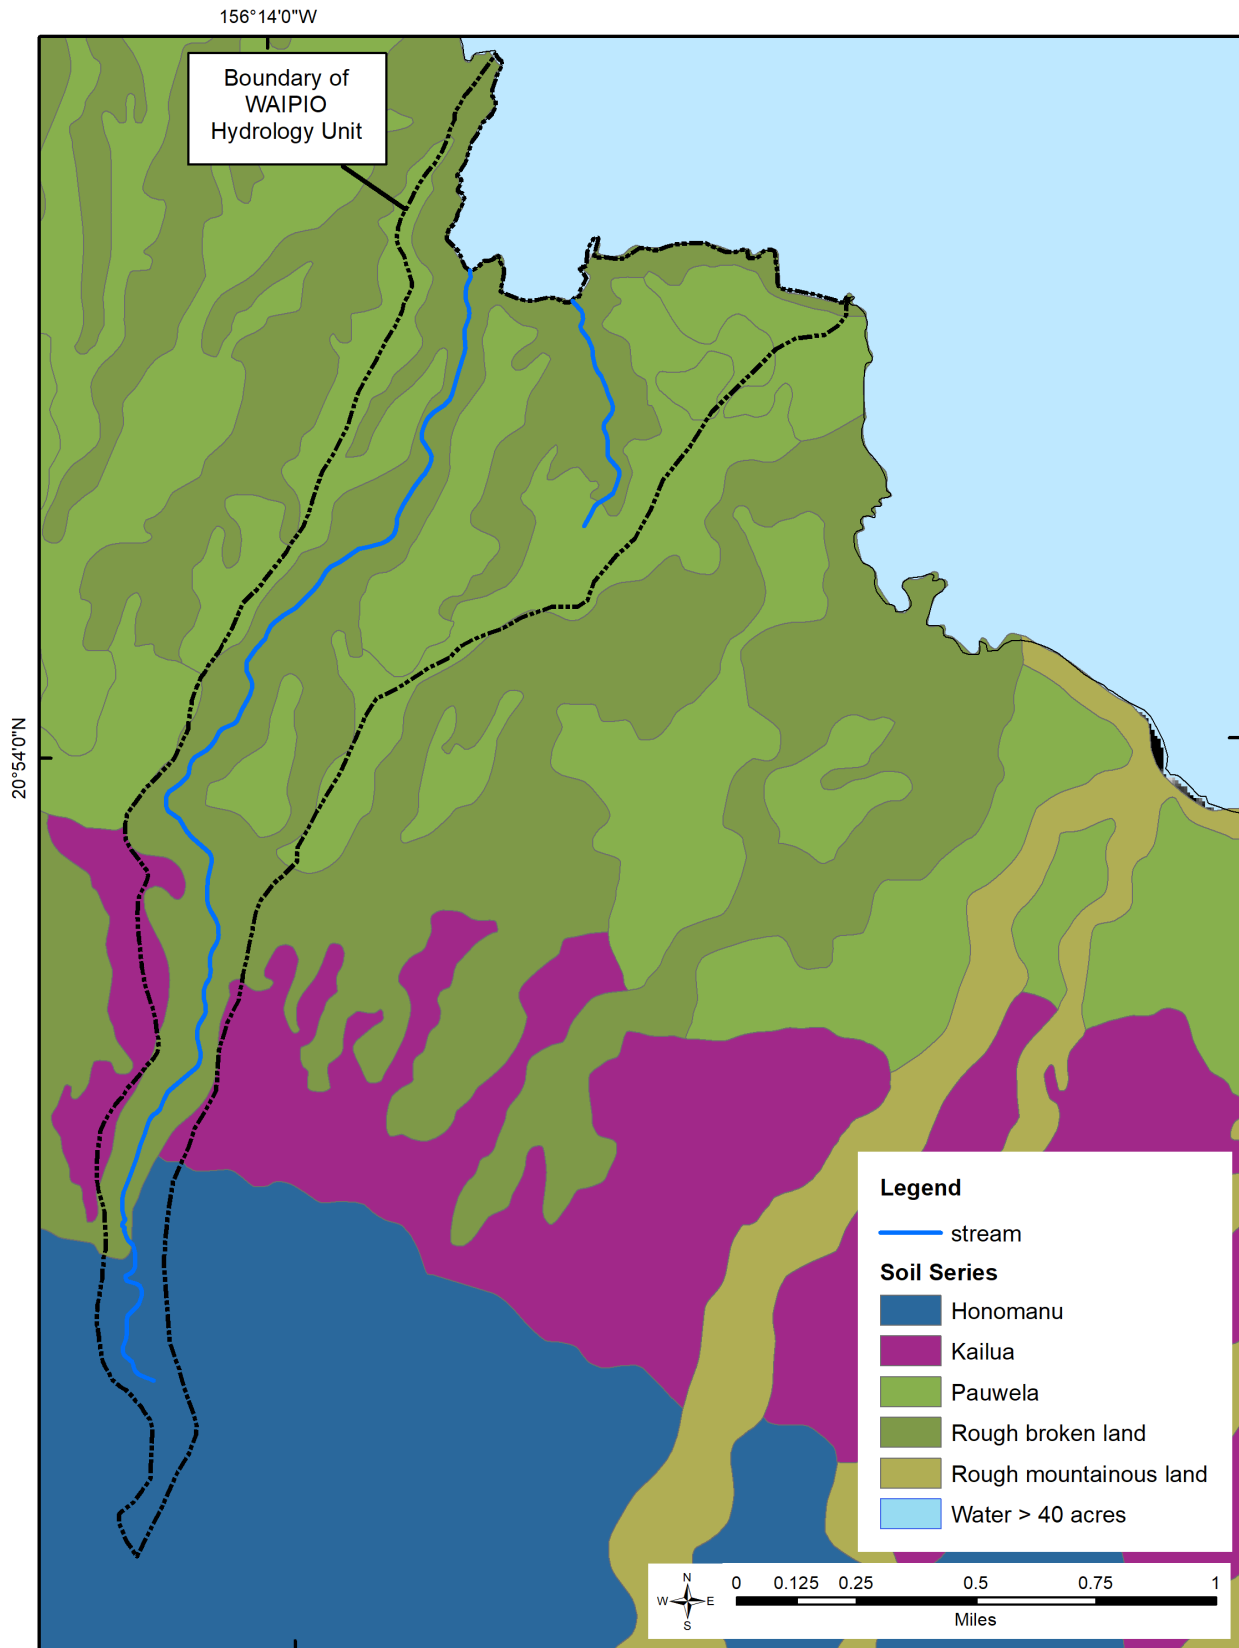 156°14'0"W
Boundary of
WAIPIO
Hydrology Unit
20°54'0"N
Legend
stream
Soil Series
Honomanu
Kailua
Pauwela
Rough broken land
Rough mountainous land
Water > 40 acres
N
W E
S
0 0.125 0.25 0.5 0.75 1
Miles